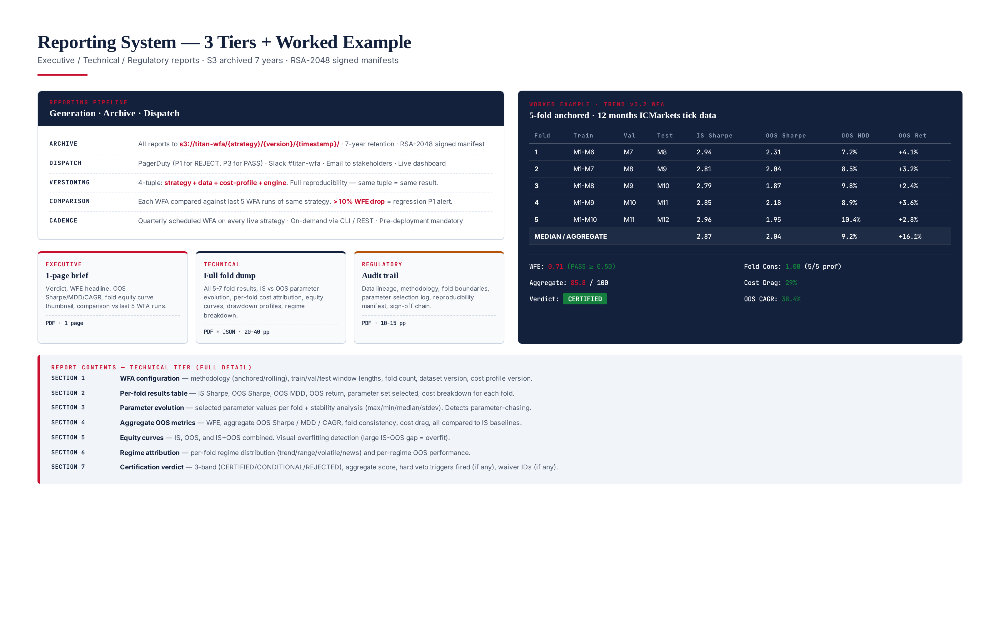 Reporting System — 3 Tiers + Worked Example
Executive / Technical / Regulatory reports · S3 archived 7 years · RSA-2048 signed manifests
REPORTING PIPELINE
Generation · Archive · Dispatch
ARCHIVE All reports to s3://titan-wfa/{strategy}/{version}/{timestamp}/ · 7-year retention · RSA-2048 signed manifest
DISPATCH PagerDuty (P1 for REJECT, P3 for PASS) · Slack #titan-wfa · Email to stakeholders · Live dashboard
VERSIONING 4-tuple: strategy + data + cost-profile + engine. Full reproducibility — same tuple = same result.
COMPARISON Each WFA compared against last 5 WFA runs of same strategy. > 10% WFE drop = regression P1 alert.
CADENCE Quarterly scheduled WFA on every live strategy · On-demand via CLI / REST · Pre-deployment mandatory
EXECUTIVE
1-page brief
Verdict, WFE headline, OOS
Sharpe/MDD/CAGR, fold equity curve
thumbnail, comparison vs last 5 WFA runs.
PDF · 1 page
TECHNICAL
Full fold dump
All 5-7 fold results, IS vs OOS parameter
evolution, per-fold cost attribution, equity
curves, drawdown profiles, regime
breakdown.
PDF + JSON · 20-40 pp
REGULATORY
Audit trail
Data lineage, methodology, fold boundaries,
parameter selection log, reproducibility
manifest, sign-off chain.
PDF · 10-15 pp
WORKED EXAMPLE · TREND v3.2 WFA
5-fold anchored · 12 months ICMarkets tick data
Fold Train Val Test IS Sharpe OOS Sharpe OOS MDD OOS Ret
1 M1-M6 M7 M8 2.94 2.31 7.2% +4.1%
2 M1-M7 M8 M9 2.81 2.04 8.5% +3.2%
3 M1-M8 M9 M10 2.79 1.87 9.8% +2.4%
4 M1-M9 M10 M11 2.85 2.18 8.9% +3.6%
5 M1-M10 M11 M12 2.96 1.95 10.4% +2.8%
MEDIAN / AGGREGATE 2.87 2.04 9.2% +16.1%
WFE: 0.71 (PASS ≥ 0.50) Fold Cons: 1.00 (5/5 prof)
Aggregate: 85.8 / 100 Cost Drag: 29%
Verdict: CERTIFIED OOS CAGR: 38.4%
REPORT CONTENTS — TECHNICAL TIER (FULL DETAIL)
SECTION 1 WFA configuration — methodology (anchored/rolling), train/val/test window lengths, fold count, dataset version, cost profile version.
SECTION 2 Per-fold results table — IS Sharpe, OOS Sharpe, OOS MDD, OOS return, parameter set selected, cost breakdown for each fold.
SECTION 3 Parameter evolution — selected parameter values per fold + stability analysis (max/min/median/stdev). Detects parameter-chasing.
SECTION 4 Aggregate OOS metrics — WFE, aggregate OOS Sharpe / MDD / CAGR, fold consistency, cost drag, all compared to IS baselines.
SECTION 5 Equity curves — IS, OOS, and IS+OOS combined. Visual overfitting detection (large IS-OOS gap = overfit).
SECTION 6 Regime attribution — per-fold regime distribution (trend/range/volatile/news) and per-regime OOS performance.
SECTION 7 Certification verdict — 3-band (CERTIFIED/CONDITIONAL/REJECTED), aggregate score, hard veto triggers fired (if any), waiver IDs (if any).